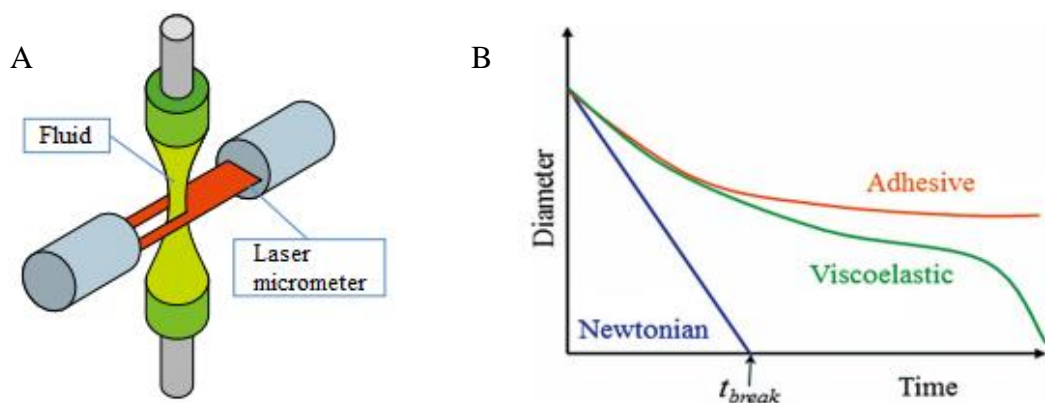 A
Fluid
Laser
micrometer
B
Diameter
Adhesive
Viscoelastic
Newtonian
t_break
Time